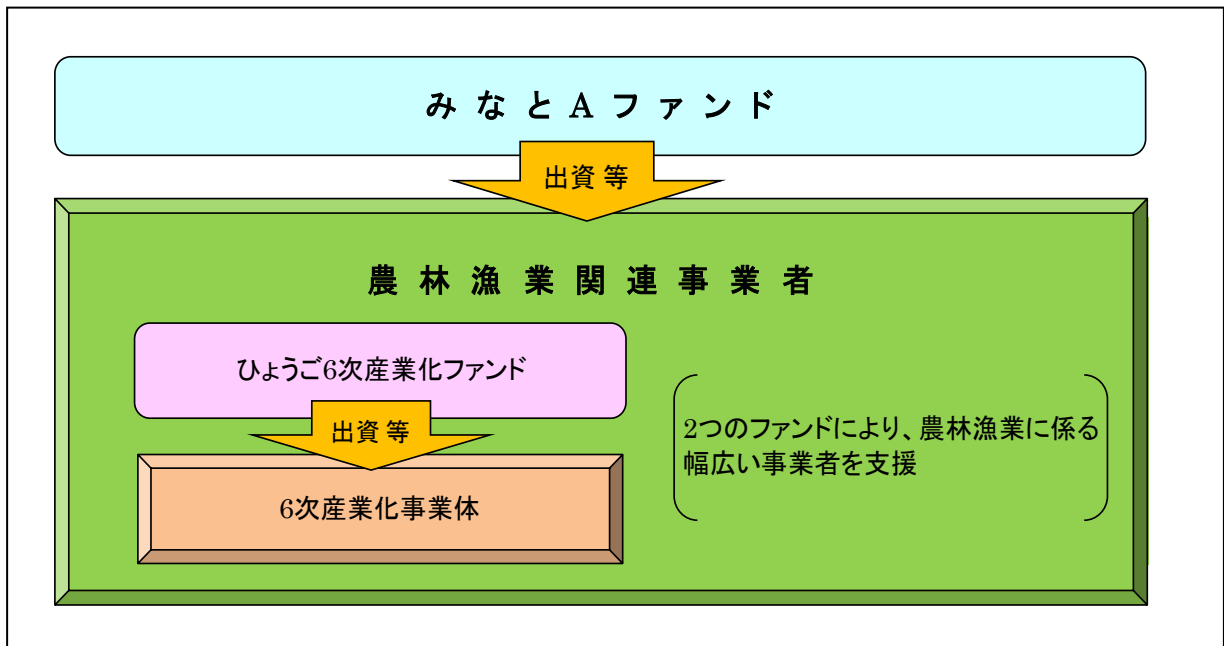 みなとAファンド
出資等
農林漁業関連事業者
ひょうご6次産業化ファンド
出資等
6次産業化事業体
2つのファンドにより、農林漁業に係る
幅広い事業者を支援